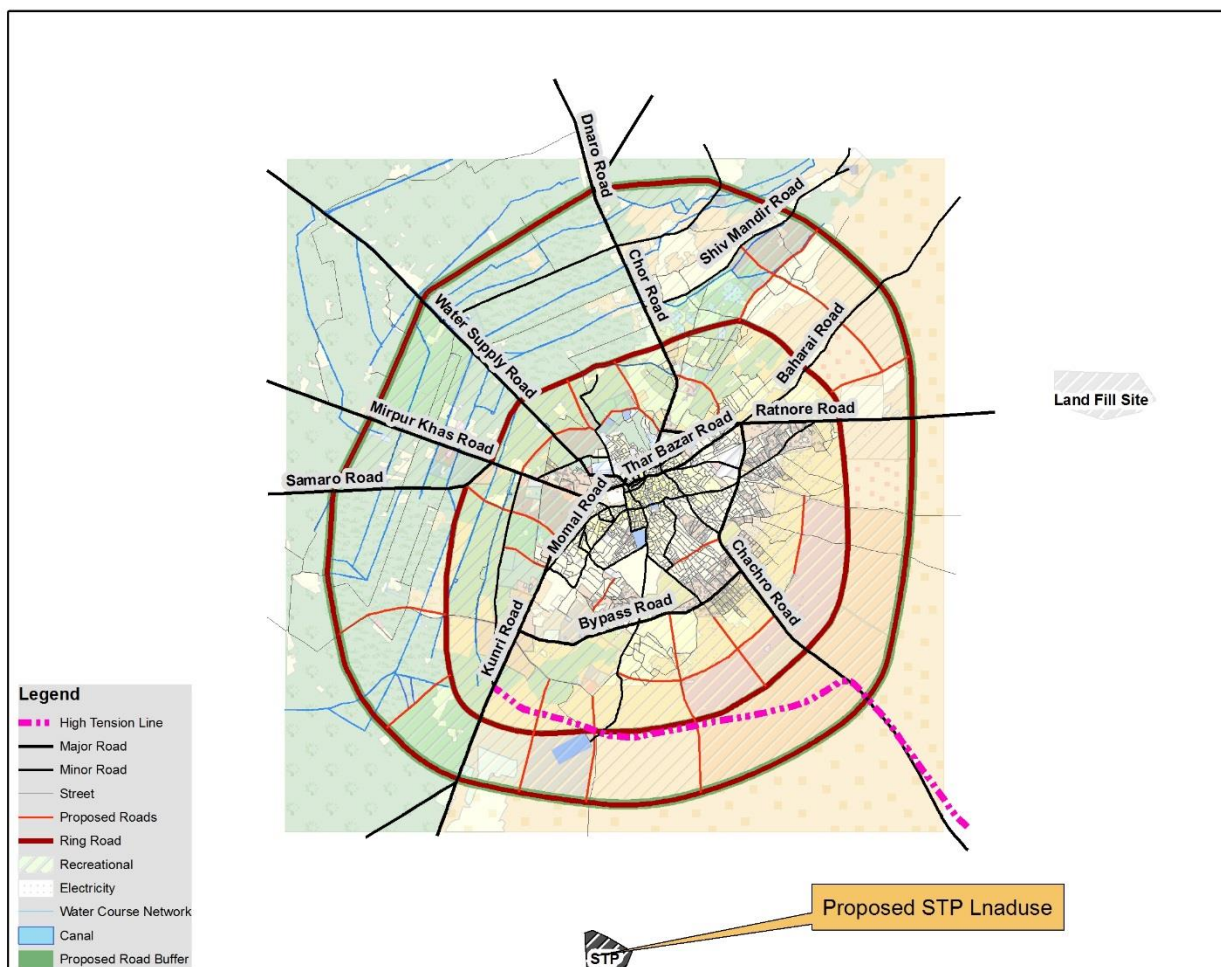 Dnaro Road
Shiv Mandir Road
Chor Road
Water Supply Road
Baharai Road
Mirpur Khas Road
Ratnore Road
Land Fill Site
Thar Bazar Road
Samaro Road
Momal Road
Chachro Road
Bypass Road
Kunri Road
Legend
High Tension Line
Major Road
Minor Road
Street
Proposed Roads
Ring Road
Recreational
Electricity
Water Course Network
Canal
Proposed Road Buffer
Proposed STP Lnaduse
STP